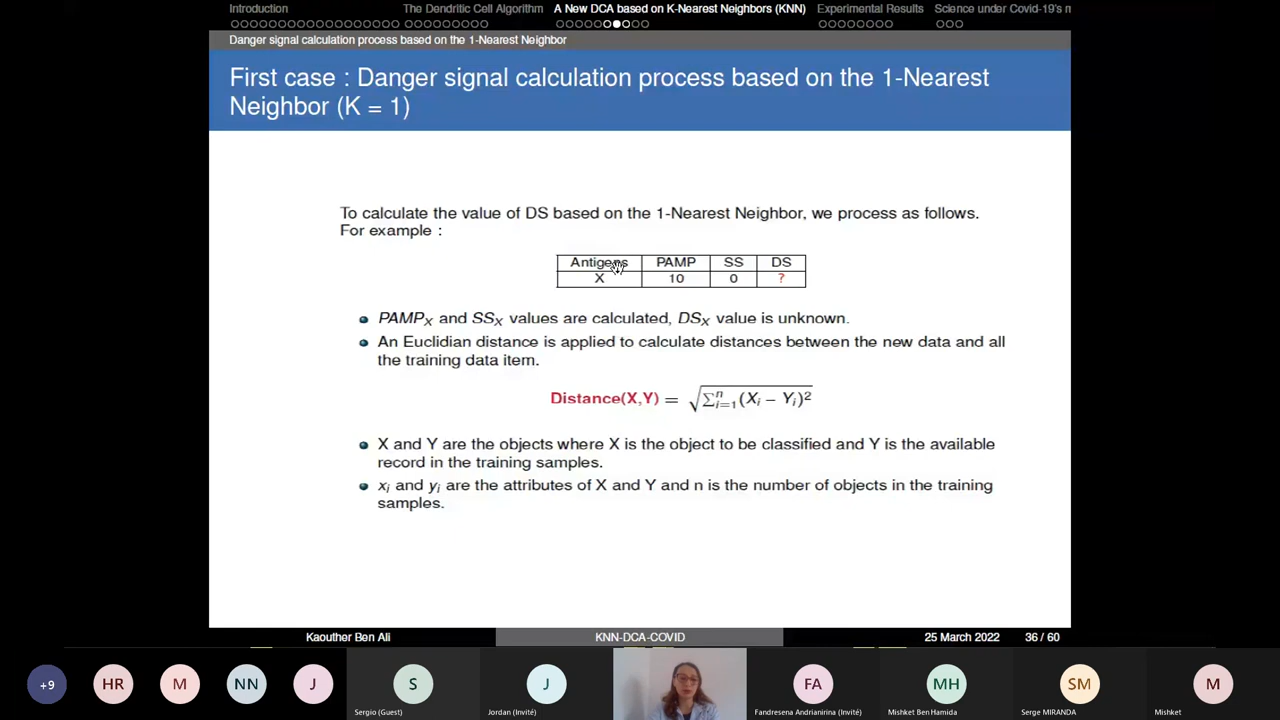 Introduction
The Dendritic Cell Algorithm
A New DCA based on K-Nearest Neighbors (KNN)
Experimental Results
Science under Covid-19's n
Danger signal calculation process based on the 1-Nearest Neighbor
First case : Danger signal calculation process based on the 1-Nearest
Neighbor (K = 1)
To calculate the value of DS based on the 1-Nearest Neighbor, we process as follows.
For example :
Antigens PAMP SS DS
X 10 0 ?
PAMP_X and SS_X values are calculated, DS_X value is unknown.
An Euclidian distance is applied to calculate distances between the new data and all
the training data item.
Distance(X,Y) = √∑ⁿᵢ₌₁(Xᵢ − Yᵢ)²
X and Y are the objects where X is the object to be classified and Y is the available
record in the training samples.
xᵢ and yᵢ are the attributes of X and Y and n is the number of objects in the training
samples.
Kaouther Ben Ali
KNN-DCA-COVID
25 March 2022 36 / 60
+9
HR
M
NN
J
S
J
FA
MH
SM
M
Sergio (Guest)
Jordan (Invité)
Fandresena Andrianirina (Invité)
Mishket Ben Hamida
Serge MIRANDA
Mishket